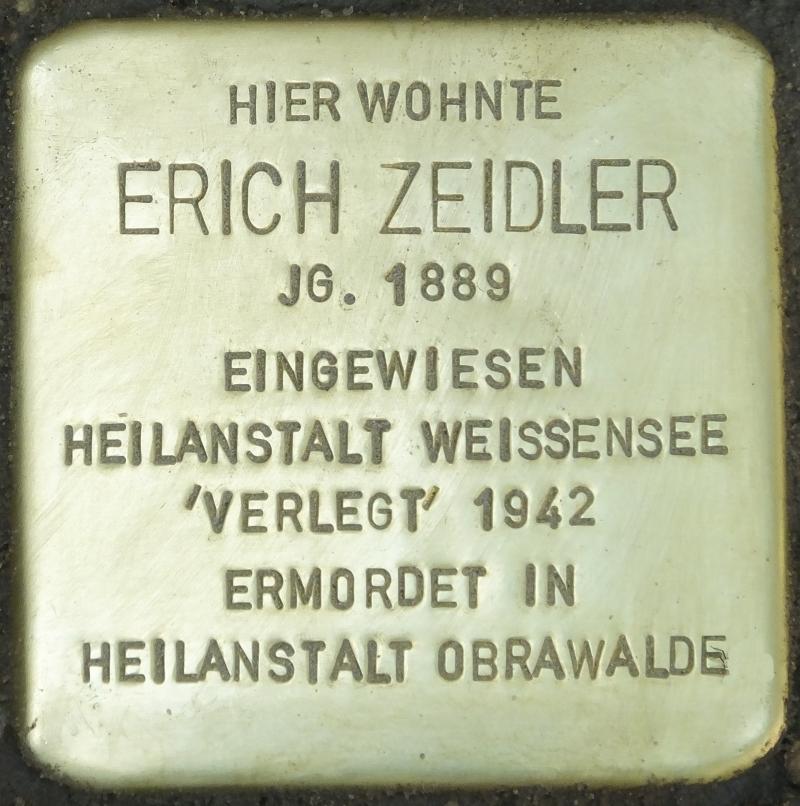 HIER WOHNTE
ERICH ZEIDLER
JG. 1889
EINGEWIESEN
HEILANSTALT WEISSENSEE
'VERLEGT' 1942
ERMORDET IN
HEILANSTALT OBRAWALDE